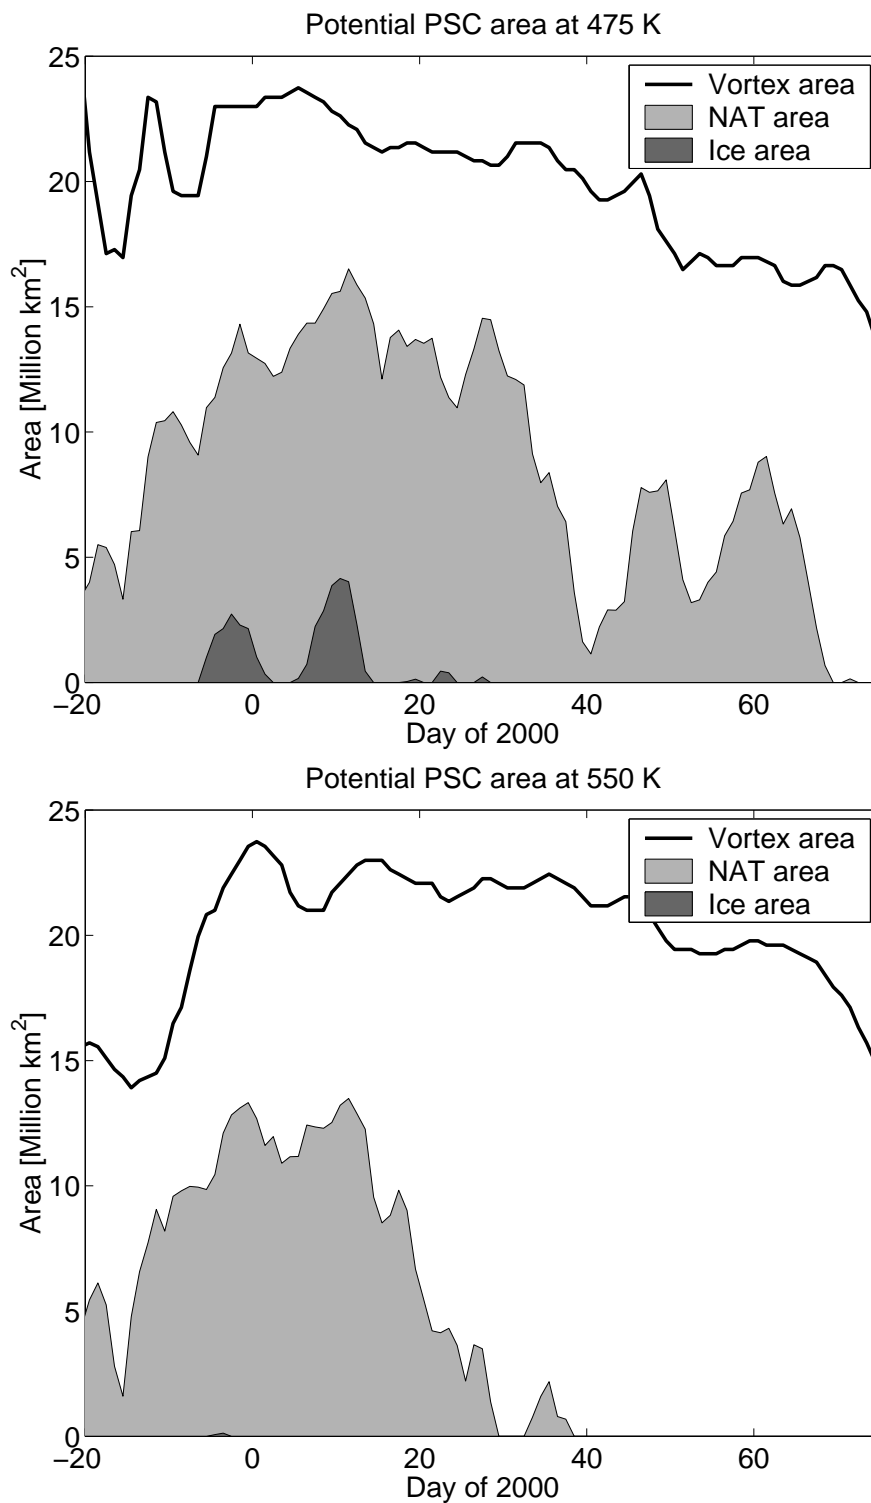 Potential PSC area at 475 K
25
20
15
10
5
0
Area [Million km²]
Vortex area
NAT area
Ice area
−20 0 20 40 60
Day of 2000
Potential PSC area at 550 K
25
20
15
10
5
0
Area [Million km²]
Vortex area
NAT area
Ice area
−20 0 20 40 60
Day of 2000